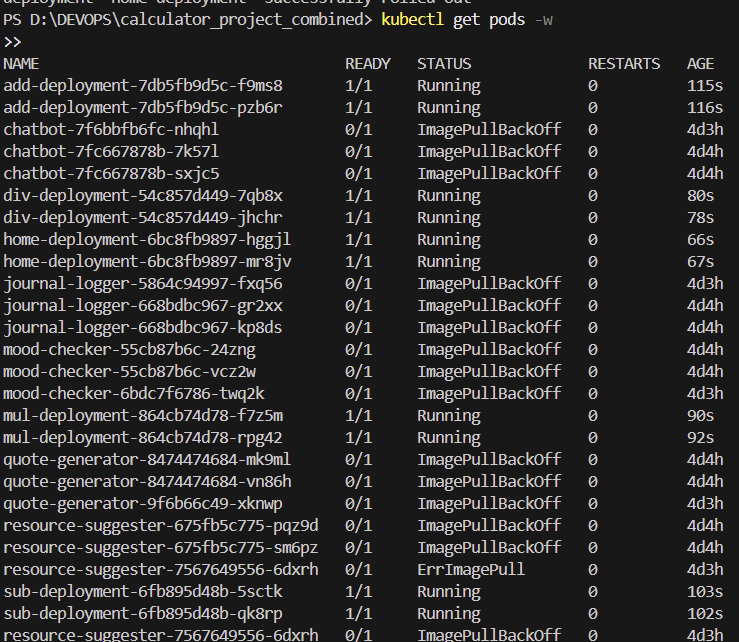 deployment "home-deployment" successfully rolled out
PS D:\DEVOPS\calculator_project_combined> kubectl get pods -w
>>
NAME READY STATUS RESTARTS AGE
add-deployment-7db5fb9d5c-f9ms8 1/1 Running 0 115s
add-deployment-7db5fb9d5c-pzb6r 1/1 Running 0 116s
chatbot-7f6bbfb6fc-nhqhl 0/1 ImagePullBackOff 0 4d3h
chatbot-7fc667878b-7k57l 0/1 ImagePullBackOff 0 4d4h
chatbot-7fc667878b-sxjc5 0/1 ImagePullBackOff 0 4d4h
div-deployment-54c857d449-7qb8x 1/1 Running 0 80s
div-deployment-54c857d449-jhchr 1/1 Running 0 78s
home-deployment-6bc8fb9897-hggjl 1/1 Running 0 66s
home-deployment-6bc8fb9897-mr8jv 1/1 Running 0 67s
journal-logger-5864c94997-fxq56 0/1 ImagePullBackOff 0 4d3h
journal-logger-668bdbc967-gr2xx 0/1 ImagePullBackOff 0 4d4h
journal-logger-668bdbc967-kp8ds 0/1 ImagePullBackOff 0 4d4h
mood-checker-55cb87b6c-24zng 0/1 ImagePullBackOff 0 4d4h
mood-checker-55cb87b6c-vcz2w 0/1 ImagePullBackOff 0 4d4h
mood-checker-6bdc7f6786-twq2k 0/1 ImagePullBackOff 0 4d3h
mul-deployment-864cb74d78-f7z5m 1/1 Running 0 90s
mul-deployment-864cb74d78-rpg42 1/1 Running 0 92s
quote-generator-8474474684-mk9ml 0/1 ImagePullBackOff 0 4d4h
quote-generator-8474474684-vn86h 0/1 ImagePullBackOff 0 4d4h
quote-generator-9f6b66c49-xknwp 0/1 ImagePullBackOff 0 4d3h
resource-suggester-675fb5c775-pqz9d 0/1 ImagePullBackOff 0 4d4h
resource-suggester-675fb5c775-sm6pz 0/1 ImagePullBackOff 0 4d4h
resource-suggester-7567649556-6dxrh 0/1 ErrImagePull 0 4d3h
sub-deployment-6fb895d48b-5sctk 1/1 Running 0 103s
sub-deployment-6fb895d48b-qk8rp 1/1 Running 0 102s
resource-suggester-7567649556-6dxrh 0/1 ImagePullBackOff 0 4d3h